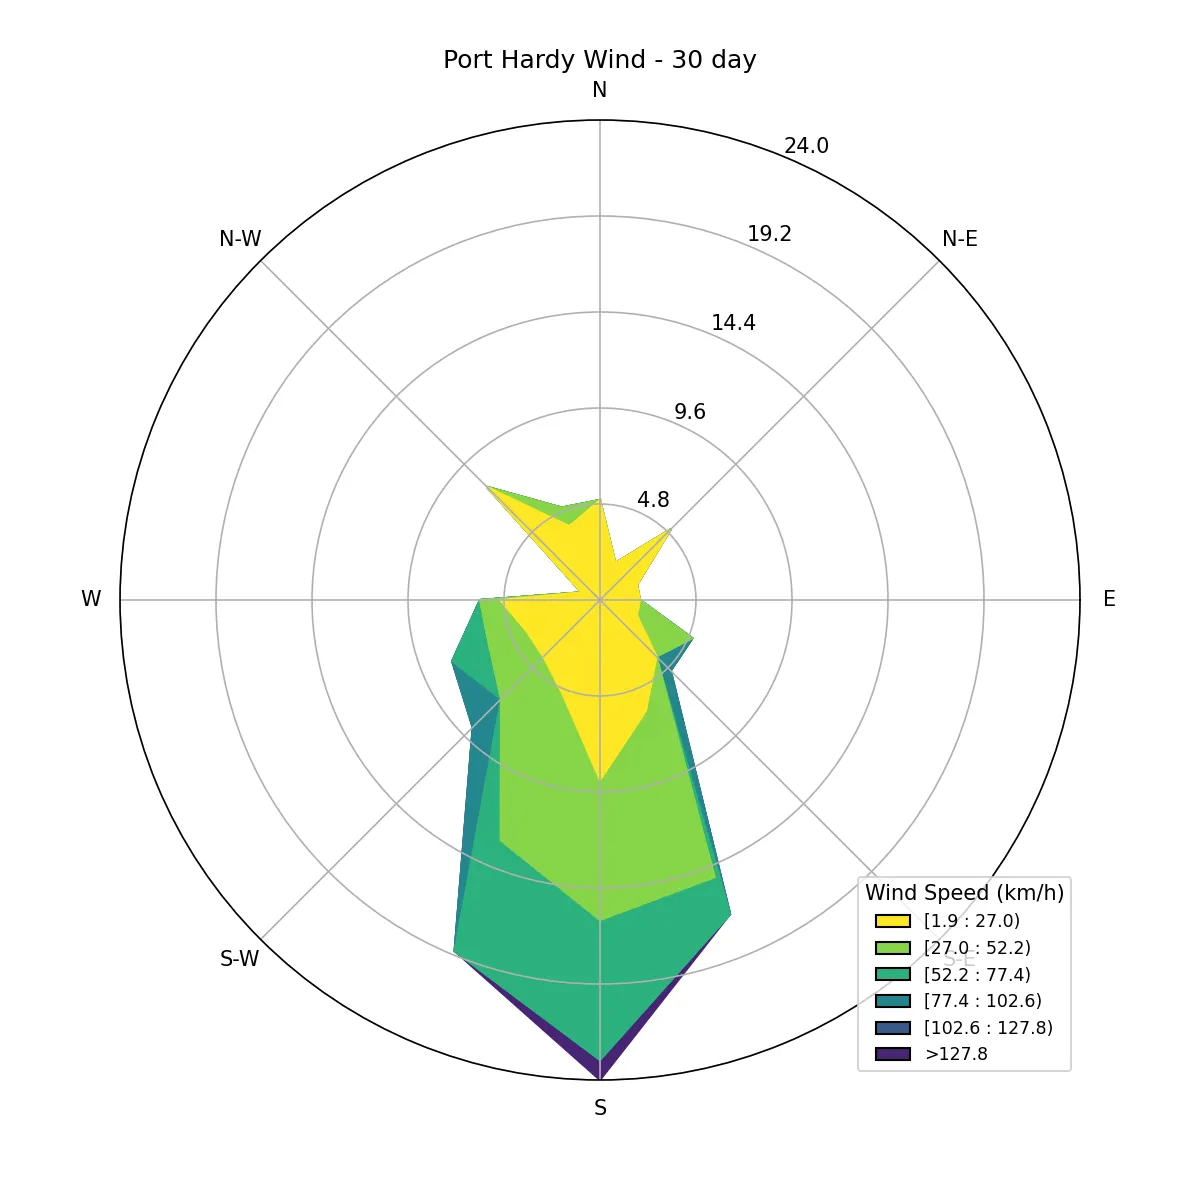 Port Hardy Wind - 30 day
N
24.0
N-W
19.2
N-E
14.4
9.6
4.8
W
E
Wind Speed (km/h)
[1.9 : 27.0)
[27.0 : 52.2)
S-W
S-E
[52.2 : 77.4)
[77.4 : 102.6)
[102.6 : 127.8)
>127.8
S